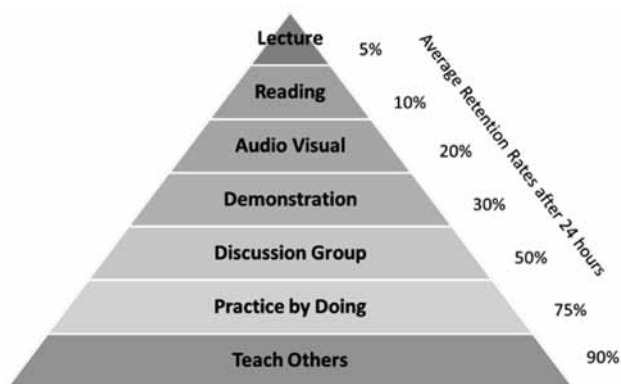 Lecture
5%
Reading
10%
Audio Visual
20%
Demonstration
30%
Discussion Group
50%
Practice by Doing
75%
Teach Others
90%
Average Retention Rates after 24 hours